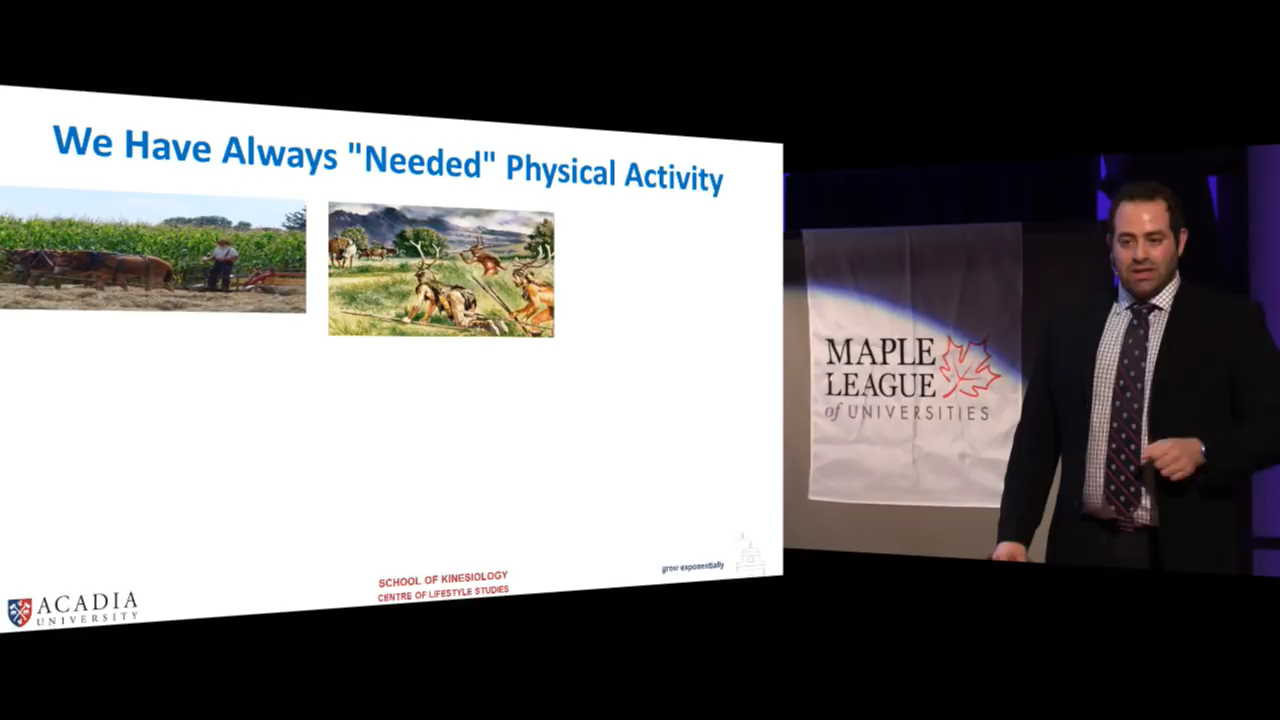 We Have Always "Needed" Physical Activity
MAPLE
LEAGUE
of UNIVERSITIES
grow exponentially
SCHOOL OF KINESIOLOGY
CENTRE OF LIFESTYLE STUDIES
ACADIA
UNIVERSITY